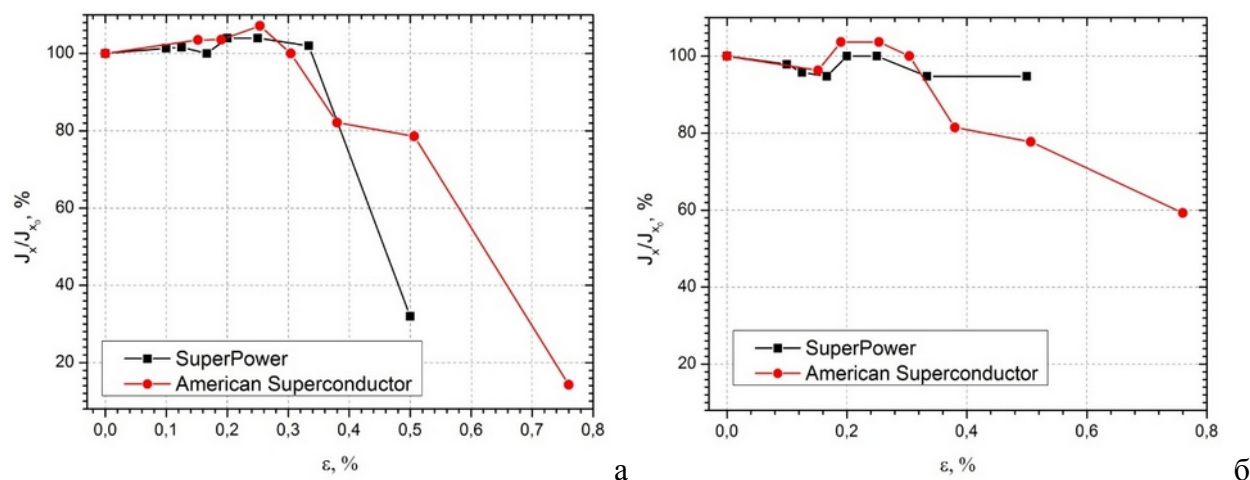 J_x/J_x₀, %
100
80
60
40
20
SuperPower
American Superconductor
0,0 0,1 0,2 0,3 0,4 0,5 0,6 0,7 0,8
ε, %
а
J_x/J_x₀, %
100
80
60
40
20
SuperPower
American Superconductor
0,0 0,2 0,4 0,6 0,8
ε, %
б